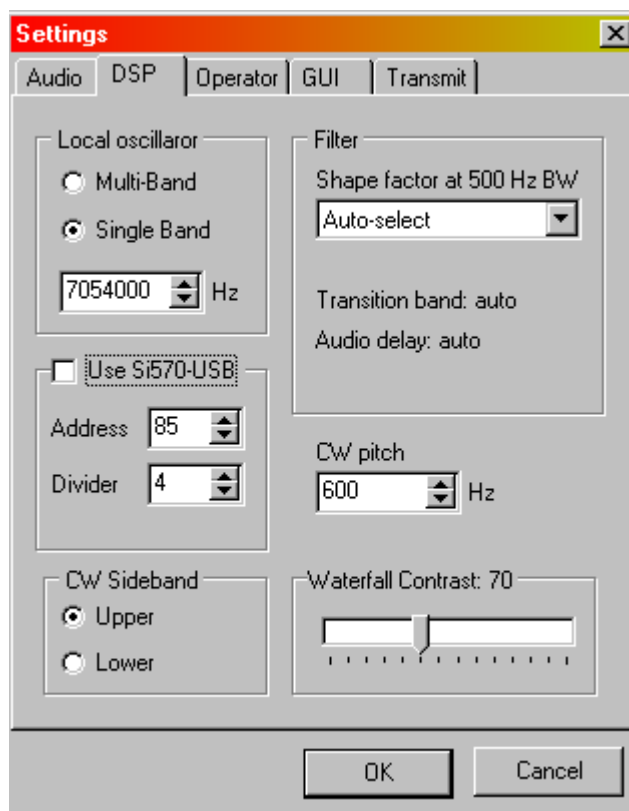 Settings
Audio DSP Operator GUI Transmit
Local oscillaror
Multi-Band
Single Band
7054000 Hz
Use Si570-USB
Address 85
Divider 4
CW Sideband
Upper
Lower
Filter
Shape factor at 500 Hz BW
Auto-select
Transition band: auto
Audio delay: auto
CW pitch
600 Hz
Waterfall Contrast: 70
OK Cancel